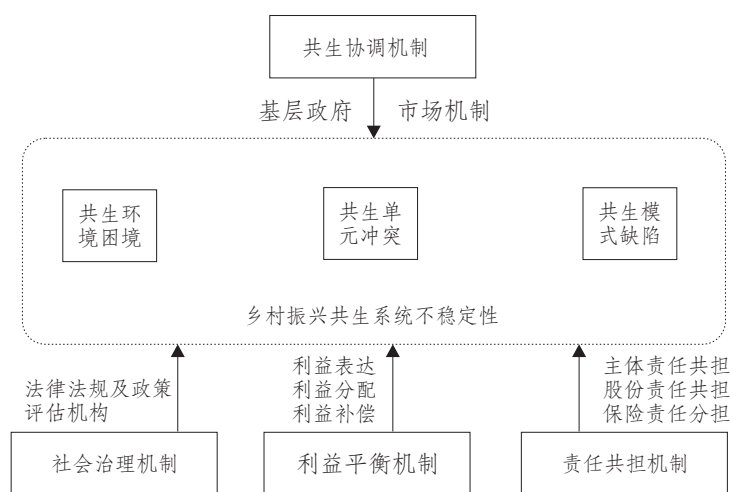 共生协调机制
基层政府 市场机制
共生环
境困境
共生单
元冲突
共生模
式缺陷
乡村振兴共生系统不稳定性
法律法规及政策
评估机构
利益表达
利益分配
利益补偿
主体责任共担
股份责任共担
保险责任分担
社会治理机制
利益平衡机制
责任共担机制